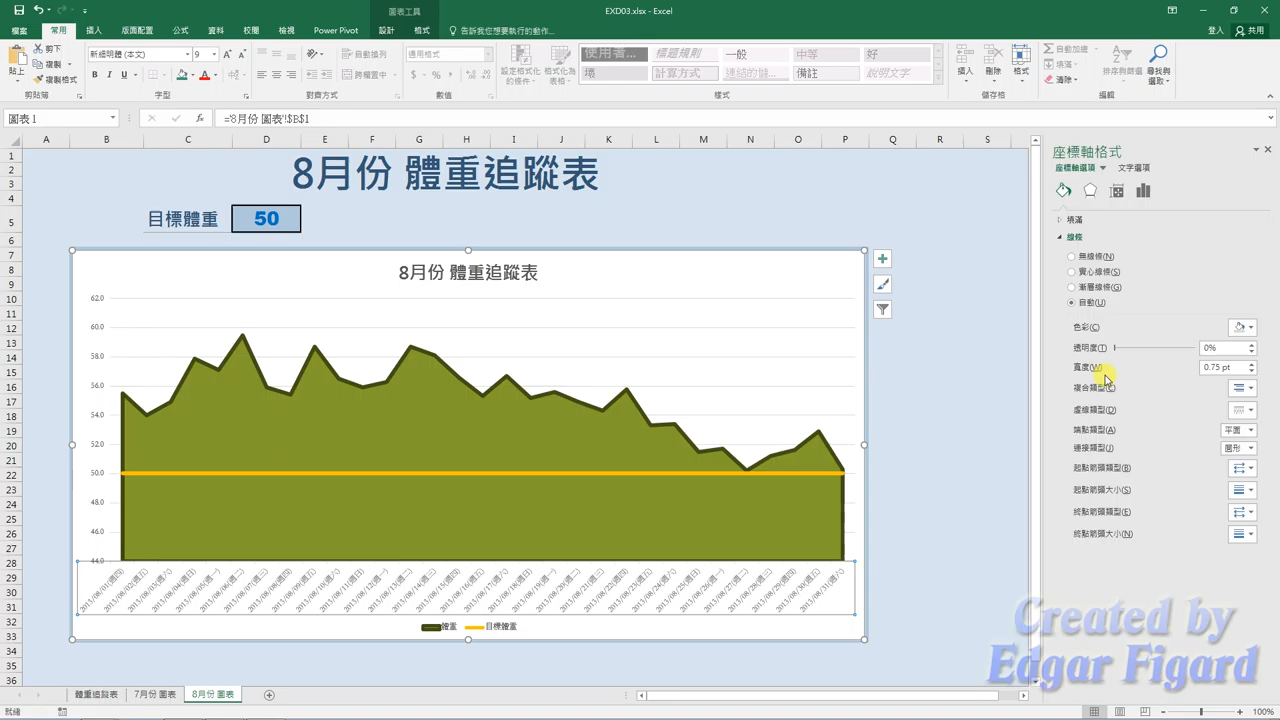 圖表工具
EXD03.xlsx - Excel
檔案 常用 插入 版面配置 公式 資料 校閱 檢視 Power Pivot 設計 格式 告訴我您想要執行的動作... 登入 共用
貼上 剪下 複製 複製格式 剪貼簿
新細明體 (本文) 9 字型
自動換列 跨欄置中 對齊方式
通用格式 數值
設定格式化的條件 格式化為表格
使用者... 隱規則 一般 中等 好
壞 計算方式 備註 說明文字
樣式
插入 刪除 格式 儲存格
自動加總 填滿 清除 排序與篩選 尋找與選取 編輯
圖表 1
='8月份 圖表'!$B$1
A B C D E F G H I J K L M N O P Q R S
8月份 體重追蹤表
目標體重 50
8月份 體重追蹤表
62.0
60.0
58.0
56.0
54.0
52.0
50.0
48.0
46.0
44.0
體重 目標體重
座標軸格式
座標軸選項 文字選項
填滿
線條
無線條(N)
實心線條(S)
漸層線條(G)
自動(U)
色彩(C)
透明度(T) 0%
寬度(W) 0.75 pt
複合類型(C)
虛線類型(D)
端點類型(A) 平面
連接類型(J) 圓形
起點箭頭類型(B)
起點箭頭大小(S)
終點箭頭類型(E)
終點箭頭大小(N)
Created by
Edgar Figard
體重追蹤表 7月份 圖表 8月份 圖表
就緒
100%